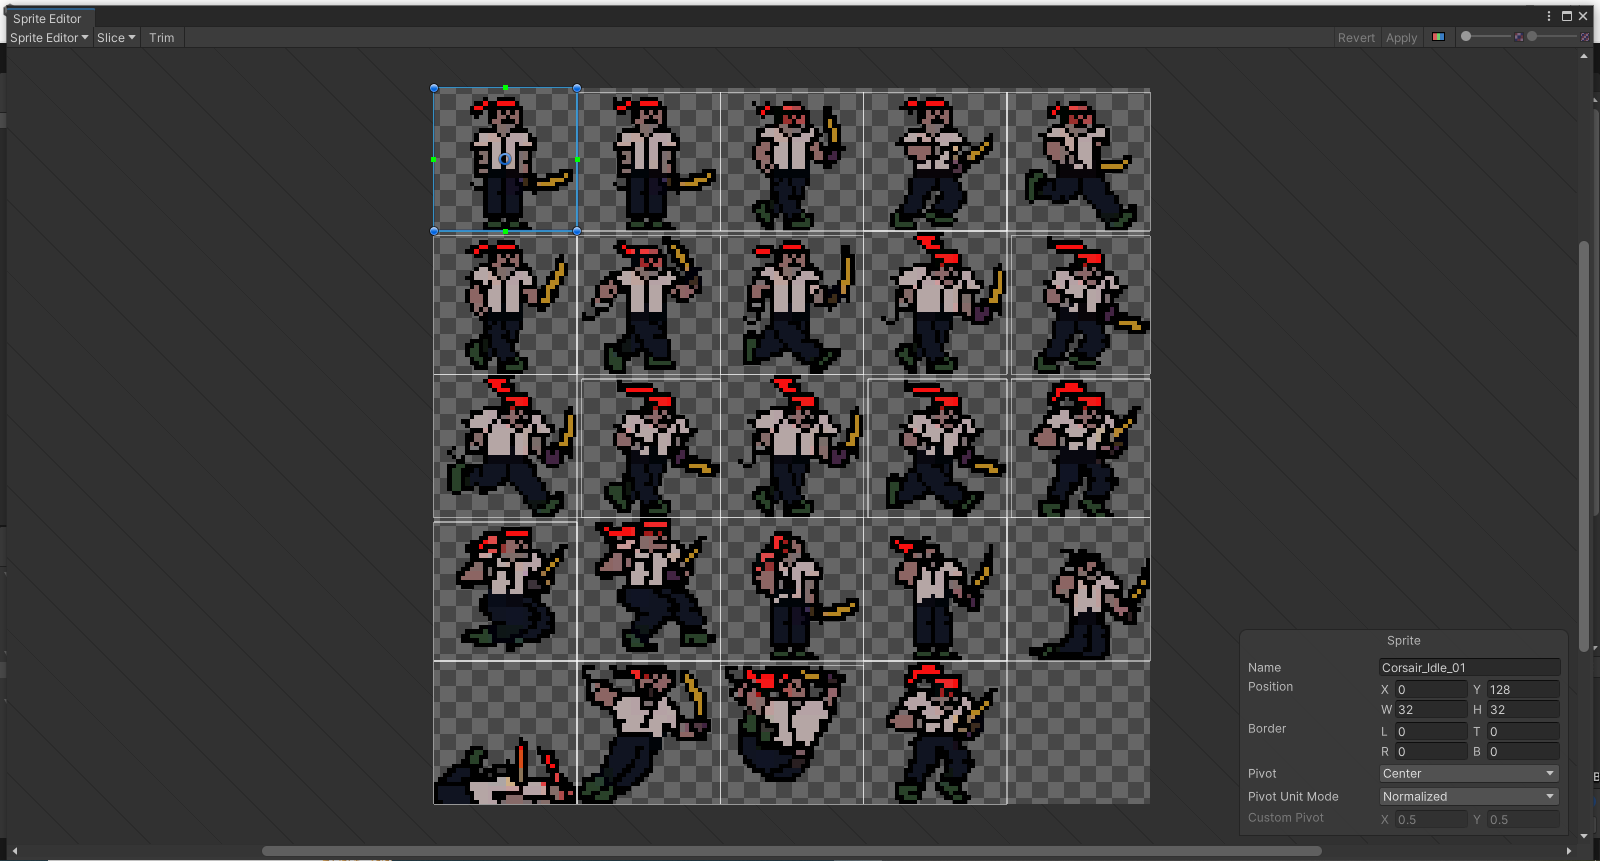 Sprite Editor
Sprite Editor Slice Trim Revert Apply
Sprite
Name Corsair_Idle_01
Position X 0 Y 128
W 32 H 32
Border L 0 T 0
R 0 B 0
Pivot Center
Pivot Unit Mode Normalized
Custom Pivot X 0.5 Y 0.5